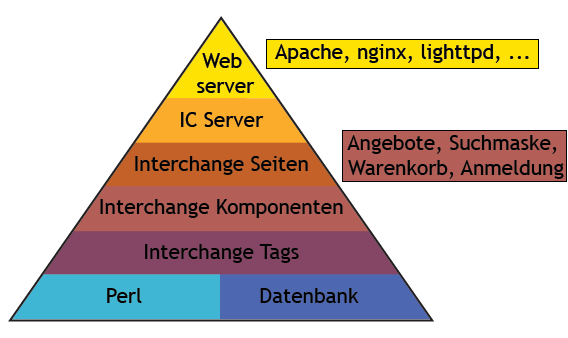 Web
server
Apache, nginx, lighttpd, ...
IC Server
Interchange Seiten
Angebote, Suchmaske,
Warenkorb, Anmeldung
Interchange Komponenten
Interchange Tags
Perl
Datenbank